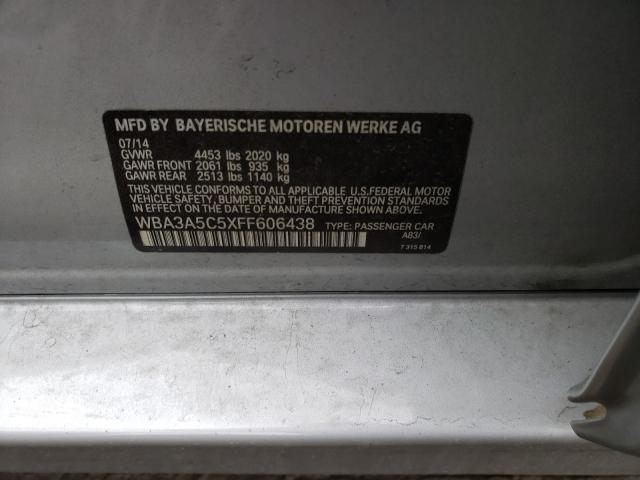 MFD BY BAYERISCHE MOTOREN WERKE AG
07/14
GVWR 4453 lbs 2020 kg
GAWR FRONT 2061 lbs 935 kg
GAWR REAR 2513 lbs 1140 kg
THIS VEHICLE CONFORMS TO ALL APPLICABLE U.S.FEDERAL MOTOR
VEHICLE SAFETY, BUMPER, AND THEFT PREVENTION STANDARDS
IN EFFECT ON THE DATE OF MANUFACTURE SHOWN ABOVE.
WBA3A5C5XFF606438 TYPE: PASSENGER CAR
A83/
7 315 814